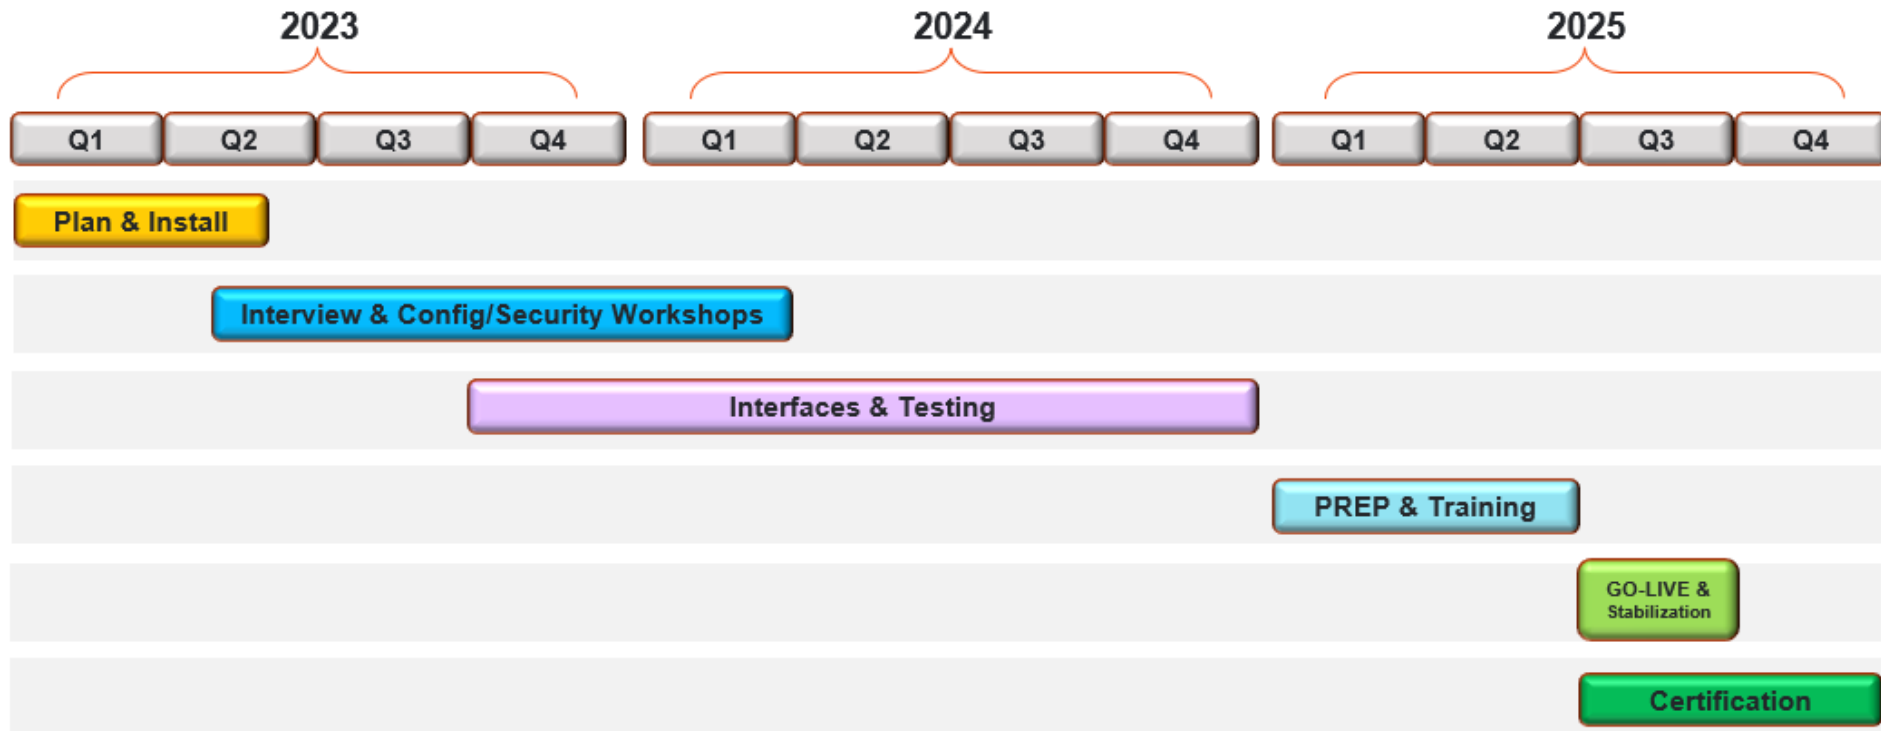 2023 2024 2025
Q1 Q2 Q3 Q4 Q1 Q2 Q3 Q4 Q1 Q2 Q3 Q4
Plan & Install
Interview & Config/Security Workshops
Interfaces & Testing
PREP & Training
GO-LIVE &
Stabilization
Certification